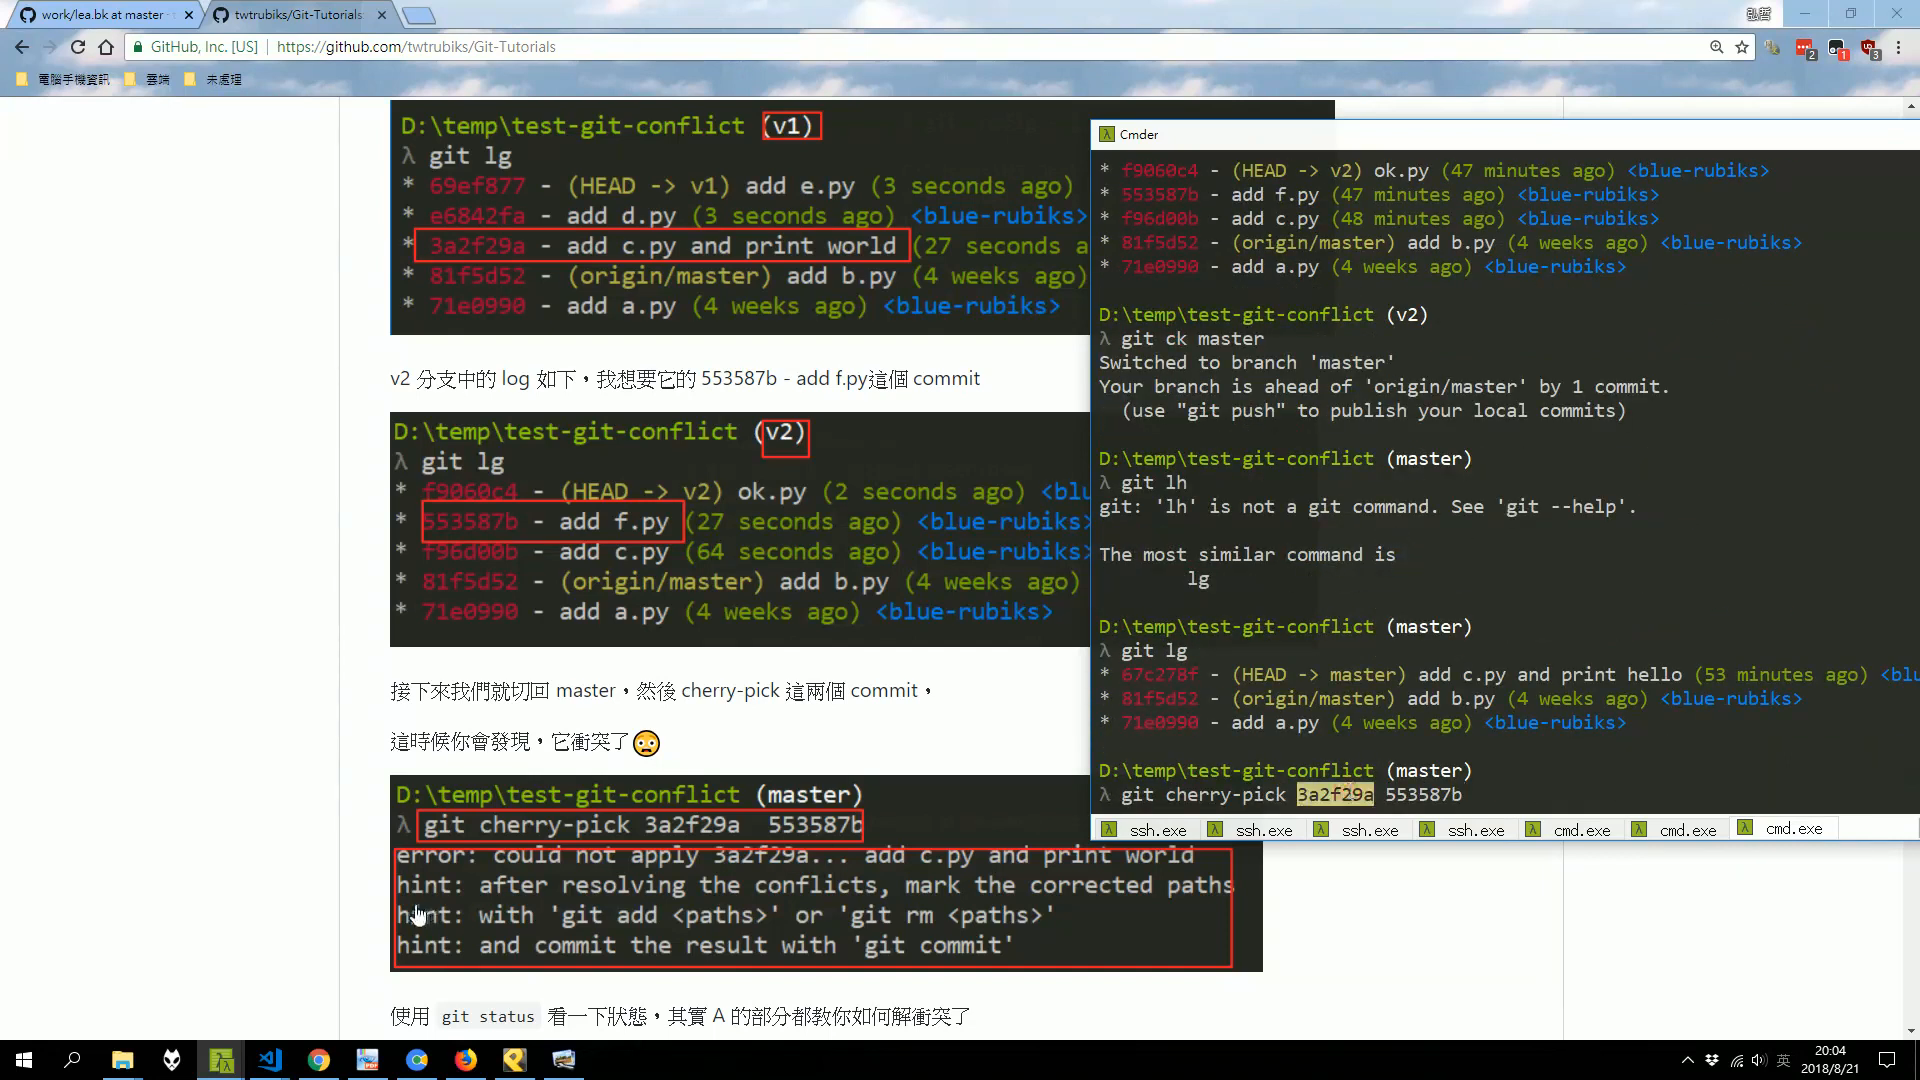 work/lea.bk at master
twtrubiks/Git-Tutorials
弘哲
GitHub, Inc. [US]
https://github.com/twtrubiks/Git-Tutorials
2
1
3
電腦手機資訊
雲端
未處理
D:\temp\test-git-conflict (v1)
λ git lg
* 69ef877 - (HEAD -> v1) add e.py (3 seconds ago)
* e6842fa - add d.py (3 seconds ago) <blue-rubiks>
* 3a2f29a - add c.py and print world (27 seconds a
* 81f5d52 - (origin/master) add b.py (4 weeks ago)
* 71e0990 - add a.py (4 weeks ago) <blue-rubiks>
v2 分支中的 log 如下，我想要它的 553587b - add f.py這個 commit
D:\temp\test-git-conflict (v2)
λ git lg
* f9060c4 - (HEAD -> v2) ok.py (2 seconds ago) <blu
* 553587b - add f.py (27 seconds ago) <blue-rubiks>
* f96d00b - add c.py (64 seconds ago) <blue-rubiks>
* 81f5d52 - (origin/master) add b.py (4 weeks ago)
* 71e0990 - add a.py (4 weeks ago) <blue-rubiks>
接下來我們就切回 master，然後 cherry-pick 這兩個 commit，
這時候你會發現，它衝突了😳
D:\temp\test-git-conflict (master)
λ git cherry-pick 3a2f29a  553587b
error: could not apply 3a2f29a... add c.py and print world
hint: after resolving the conflicts, mark the corrected paths
hint: with 'git add <paths>' or 'git rm <paths>'
hint: and commit the result with 'git commit'
使用 git status 看一下狀態，其實 A 的部分都教你如何解衝突了
Cmder
* f9060c4 - (HEAD -> v2) ok.py (47 minutes ago) <blue-rubiks>
* 553587b - add f.py (47 minutes ago) <blue-rubiks>
* f96d00b - add c.py (48 minutes ago) <blue-rubiks>
* 81f5d52 - (origin/master) add b.py (4 weeks ago) <blue-rubiks>
* 71e0990 - add a.py (4 weeks ago) <blue-rubiks>
D:\temp\test-git-conflict (v2)
λ git ck master
Switched to branch 'master'
Your branch is ahead of 'origin/master' by 1 commit.
(use "git push" to publish your local commits)
D:\temp\test-git-conflict (master)
λ git lh
git: 'lh' is not a git command. See 'git --help'.
The most similar command is
lg
D:\temp\test-git-conflict (master)
λ git lg
* 67c278f - (HEAD -> master) add c.py and print hello (53 minutes ago) <blu
* 81f5d52 - (origin/master) add b.py (4 weeks ago) <blue-rubiks>
* 71e0990 - add a.py (4 weeks ago) <blue-rubiks>
D:\temp\test-git-conflict (master)
λ git cherry-pick 3a2f29a 553587b
ssh.exe
ssh.exe
ssh.exe
ssh.exe
cmd.exe
cmd.exe
cmd.exe
英
20:04
2018/8/21